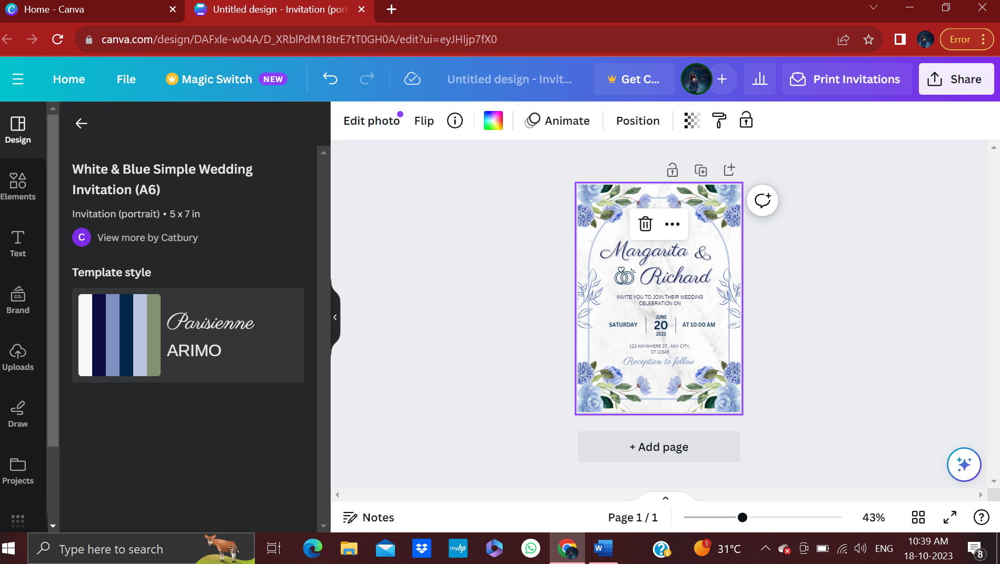 Home - Canva
Untitled design - Invitation (port
canva.com/design/DAFxle-w04A/D_XRblPdM18trE7tT0GH0A/edit?ui=eyJHIjp7fX0
Error
Home
File
Magic Switch
NEW
Untitled design - Invit...
Get C...
Print Invitations
Share
Design
Elements
Text
CO.
Brand
Uploads
Draw
Projects
White & Blue Simple Wedding
Invitation (A6)
Invitation (portrait) • 5 x 7 in
C
View more by Catbury
Template style
Parisienne
ARIMO
Edit photo
Flip
Animate
Position
Margarita &
Richard
INVITE YOU TO JOIN THEIR WEDDING
CELEBRATION ON
SATURDAY
JUNE
20
2023
AT 10:00 AM
123 ANYWHERE ST., ANY CITY,
ST 12345
Reception to follow
+ Add page
Notes
Page 1 / 1
43%
Type here to search
myhp
W
1
31°C
ENG
10:39 AM
18-10-2023
8